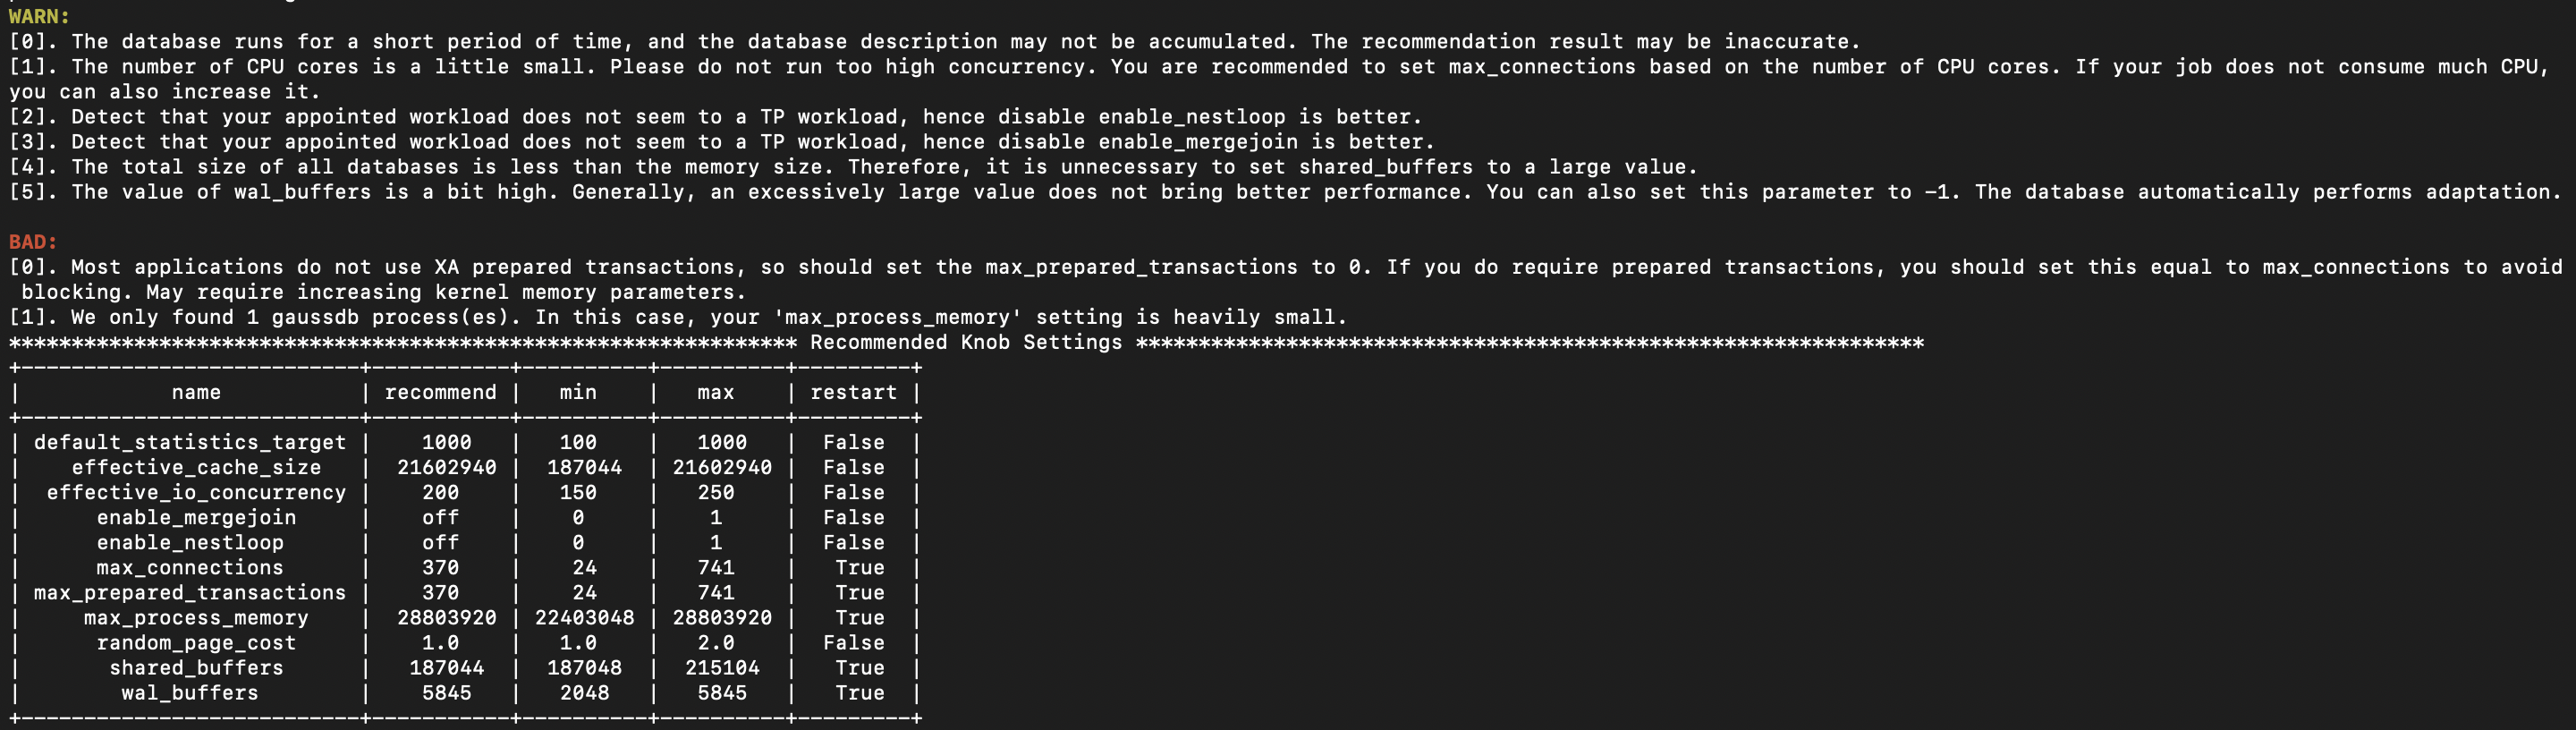 WARN:
[0]. The database runs for a short period of time, and the database description may not be accumulated. The recommendation result may be inaccurate.
[1]. The number of CPU cores is a little small. Please do not run too high concurrency. You are recommended to set max_connections based on the number of CPU cores. If your job does not consume much CPU,
you can also increase it.
[2]. Detect that your appointed workload does not seem to a TP workload, hence disable enable_nestloop is better.
[3]. Detect that your appointed workload does not seem to a TP workload, hence disable enable_mergejoin is better.
[4]. The total size of all databases is less than the memory size. Therefore, it is unnecessary to set shared_buffers to a large value.
[5]. The value of wal_buffers is a bit high. Generally, an excessively large value does not bring better performance. You can also set this parameter to -1. The database automatically performs adaptation.
BAD:
[0]. Most applications do not use XA prepared transactions, so should set the max_prepared_transactions to 0. If you do require prepared transactions, you should set this equal to max_connections to avoid
blocking. May require increasing kernel memory parameters.
[1]. We only found 1 gaussdb process(es). In this case, your 'max_process_memory' setting is heavily small.
*************************************************************** Recommended Knob Settings ***************************************************************
+---------------------------+-----------+----------+----------+---------+
| name | recommend | min | max | restart |
+---------------------------+-----------+----------+----------+---------+
| default_statistics_target | 1000 | 100 | 1000 | False |
| effective_cache_size | 21602940 | 187044 | 21602940 | False |
| effective_io_concurrency | 200 | 150 | 250 | False |
| enable_mergejoin | off | 0 | 1 | False |
| enable_nestloop | off | 0 | 1 | False |
| max_connections | 370 | 24 | 741 | True |
| max_prepared_transactions | 370 | 24 | 741 | True |
| max_process_memory | 28803920 | 22403048 | 28803920 | True |
| random_page_cost | 1.0 | 1.0 | 2.0 | False |
| shared_buffers | 187044 | 187048 | 215104 | True |
| wal_buffers | 5845 | 2048 | 5845 | True |
+---------------------------+-----------+----------+----------+---------+